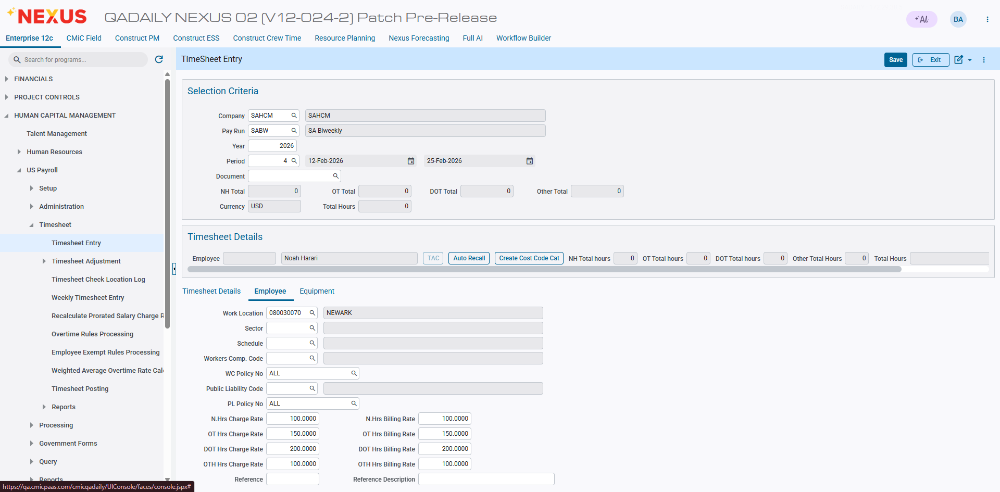 NEXUS
QADAILY NEXUS 02 (V12-024-2) Patch Pre-Release
AI
BA
Enterprise 12c
CMiC Field
Construct PM
Construct ESS
Construct Crew Time
Resource Planning
Nexus Forecasting
Full AI
Workflow Builder
Search for programs...
FINANCIALS
PROJECT CONTROLS
HUMAN CAPITAL MANAGEMENT
Talent Management
Human Resources
US Payroll
Setup
Administration
Timesheet
Timesheet Entry
Timesheet Adjustment
Timesheet Check Location Log
Weekly Timesheet Entry
Recalculate Prorated Salary Charge R
Overtime Rules Processing
Employee Exempt Rules Processing
Weighted Average Overtime Rate Cal
Timesheet Posting
Reports
Processing
Government Forms
Query
Reports
https://qa.cmicpaas.com/cmicqadaily/UIConsole/faces/console.jspx#
TimeSheet Entry
Save
Exit
Selection Criteria
Company SAHCM SAHCM
Pay Run SABW SA Biweekly
Year 2026
Period 4 12-Feb-2026 25-Feb-2026
Document
NH Total 0 OT Total 0 DOT Total 0 Other Total 0
Currency USD Total Hours 0
Timesheet Details
Employee Noah Harari TAC Auto Recall Create Cost Code Cat NH Total hours 0 OT Total hours 0 DOT Total hours 0 Other Total Hours 0 Total Hours
Timesheet Details Employee Equipment
Work Location 080030070 NEWARK
Sector
Schedule
Workers Comp. Code
WC Policy No ALL
Public Liability Code
PL Policy No ALL
N.Hrs Charge Rate 100.0000 N.Hrs Billing Rate 100.0000
OT Hrs Charge Rate 150.0000 OT Hrs Billing Rate 150.0000
DOT Hrs Charge Rate 200.0000 DOT Hrs Billing Rate 200.0000
OTH Hrs Charge Rate 100.0000 OTH Hrs Billing Rate 100.0000
Reference Reference Description